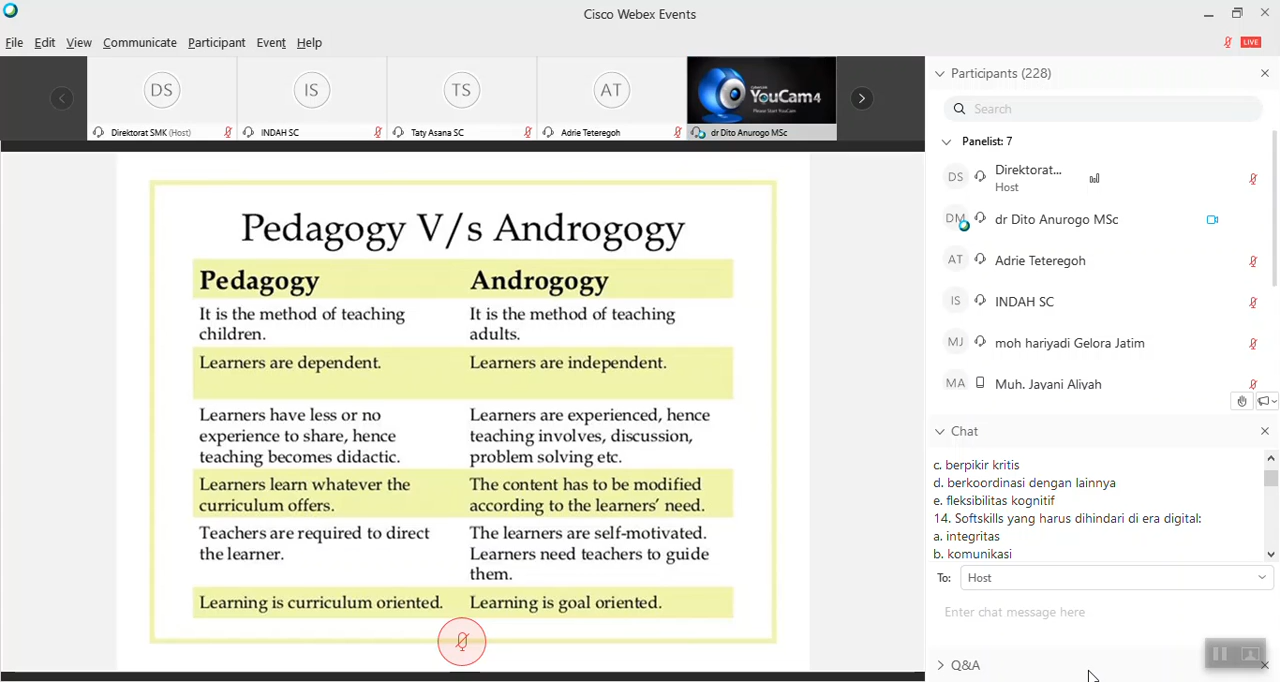 Cisco Webex Events
File Edit View Communicate Participant Event Help
LIVE
DS
IS
TS
AT
YouCam 4
Direktorat SMK (Host)
INDAH SC
Taty Asana SC
Adrie Teteregoh
dr Dito Anurogo MSc
Pedagogy V/s Androgogy
Pedagogy
Androgogy
It is the method of teaching
children.
It is the method of teaching
adults.
Learners are dependent.
Learners are independent.
Learners have less or no
experience to share, hence
teaching becomes didactic.
Learners are experienced, hence
teaching involves, discussion,
problem solving etc.
Learners learn whatever the
curriculum offers.
The content has to be modified
according to the learners' need.
Teachers are required to direct
the learner.
The learners are self-motivated.
Learners need teachers to guide
them.
Learning is curriculum oriented.
Learning is goal oriented.
Participants (228)
Search
Panelist: 7
DS Direktorat...
Host
DM dr Dito Anurogo MSc
AT Adrie Teteregoh
IS INDAH SC
MJ moh hariyadi Gelora Jatim
MA Muh. Jayani Aliyah
Chat
c. berpikir kritis
d. berkoordinasi dengan lainnya
e. fleksibilitas kognitif
14. Softskills yang harus dihindari di era digital:
a. integritas
b. komunikasi
To: Host
Enter chat message here
Q&A